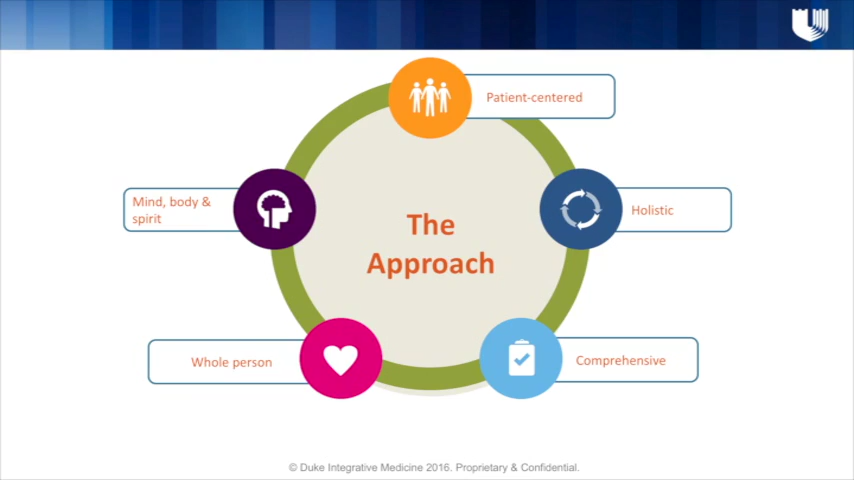 Patient-centered
Mind, body &
spirit
Holistic
The
Approach
Whole person
Comprehensive
© Duke Integrative Medicine 2016. Proprietary & Confidential.